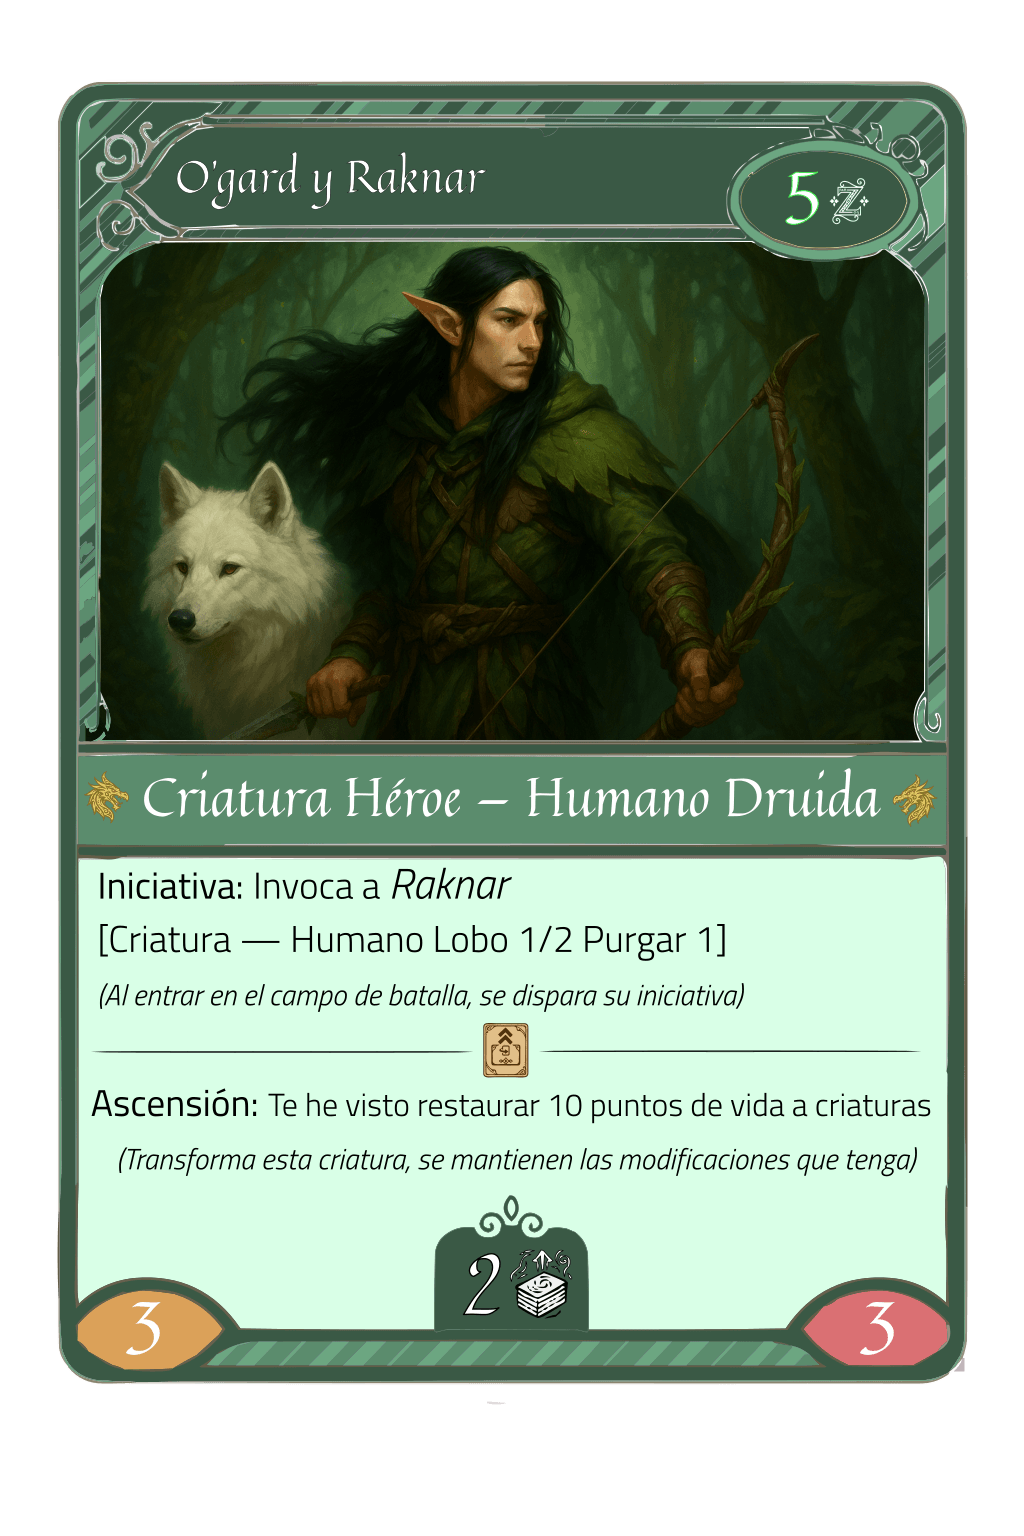 O'gard y Raknar
5 Z
Criatura Héroe – Humano Druida
Iniciativa: Invoca a Raknar
[Criatura — Humano Lobo 1/2 Purgar 1]
(Al entrar en el campo de batalla, se dispara su iniciativa)
Ascensión: Te he visto restaurar 10 puntos de vida a criaturas
(Transforma esta criatura, se mantienen las modificaciones que tenga)
2
3
3